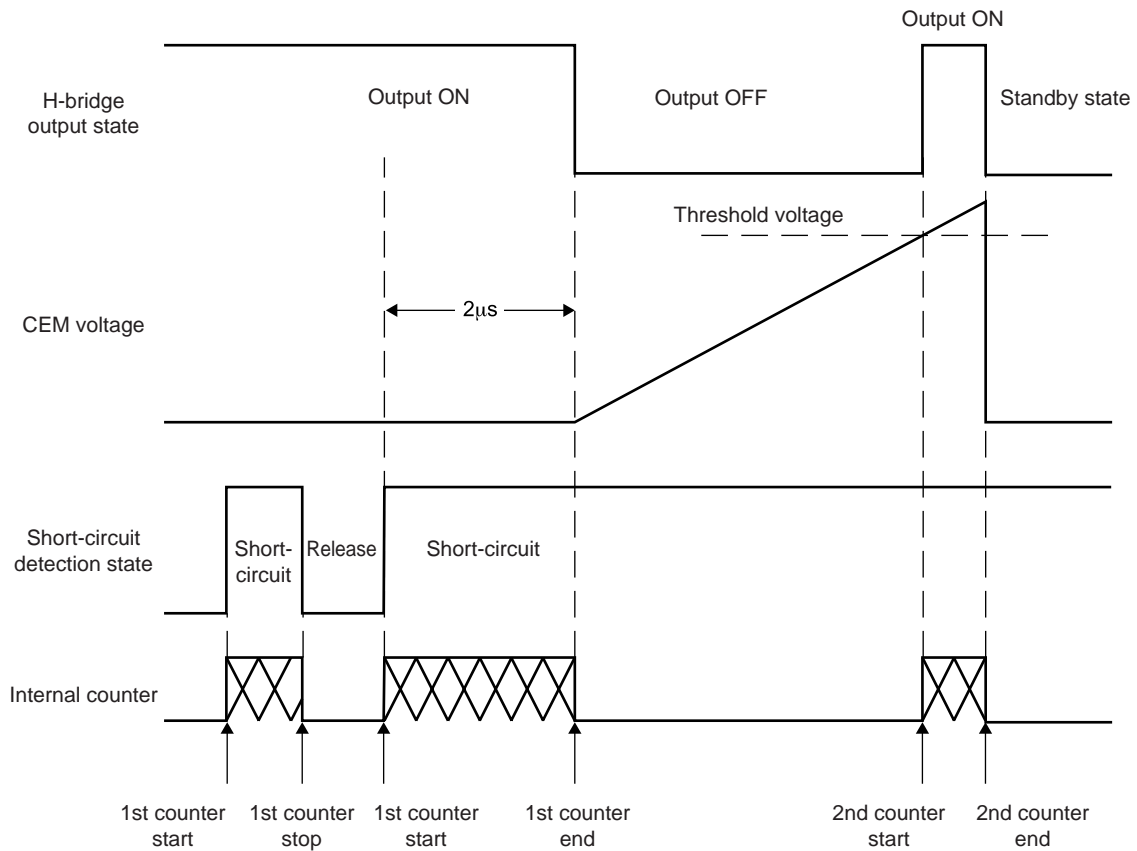 Output ON
H-bridge
output state
Output ON
Output OFF
Standby state
Threshold voltage
CEM voltage
2μs
Short-circuit
detection state
Short-
circuit
Release
Short-circuit
Internal counter
1st counter
start
1st counter
stop
1st counter
start
1st counter
end
2nd counter
start
2nd counter
end